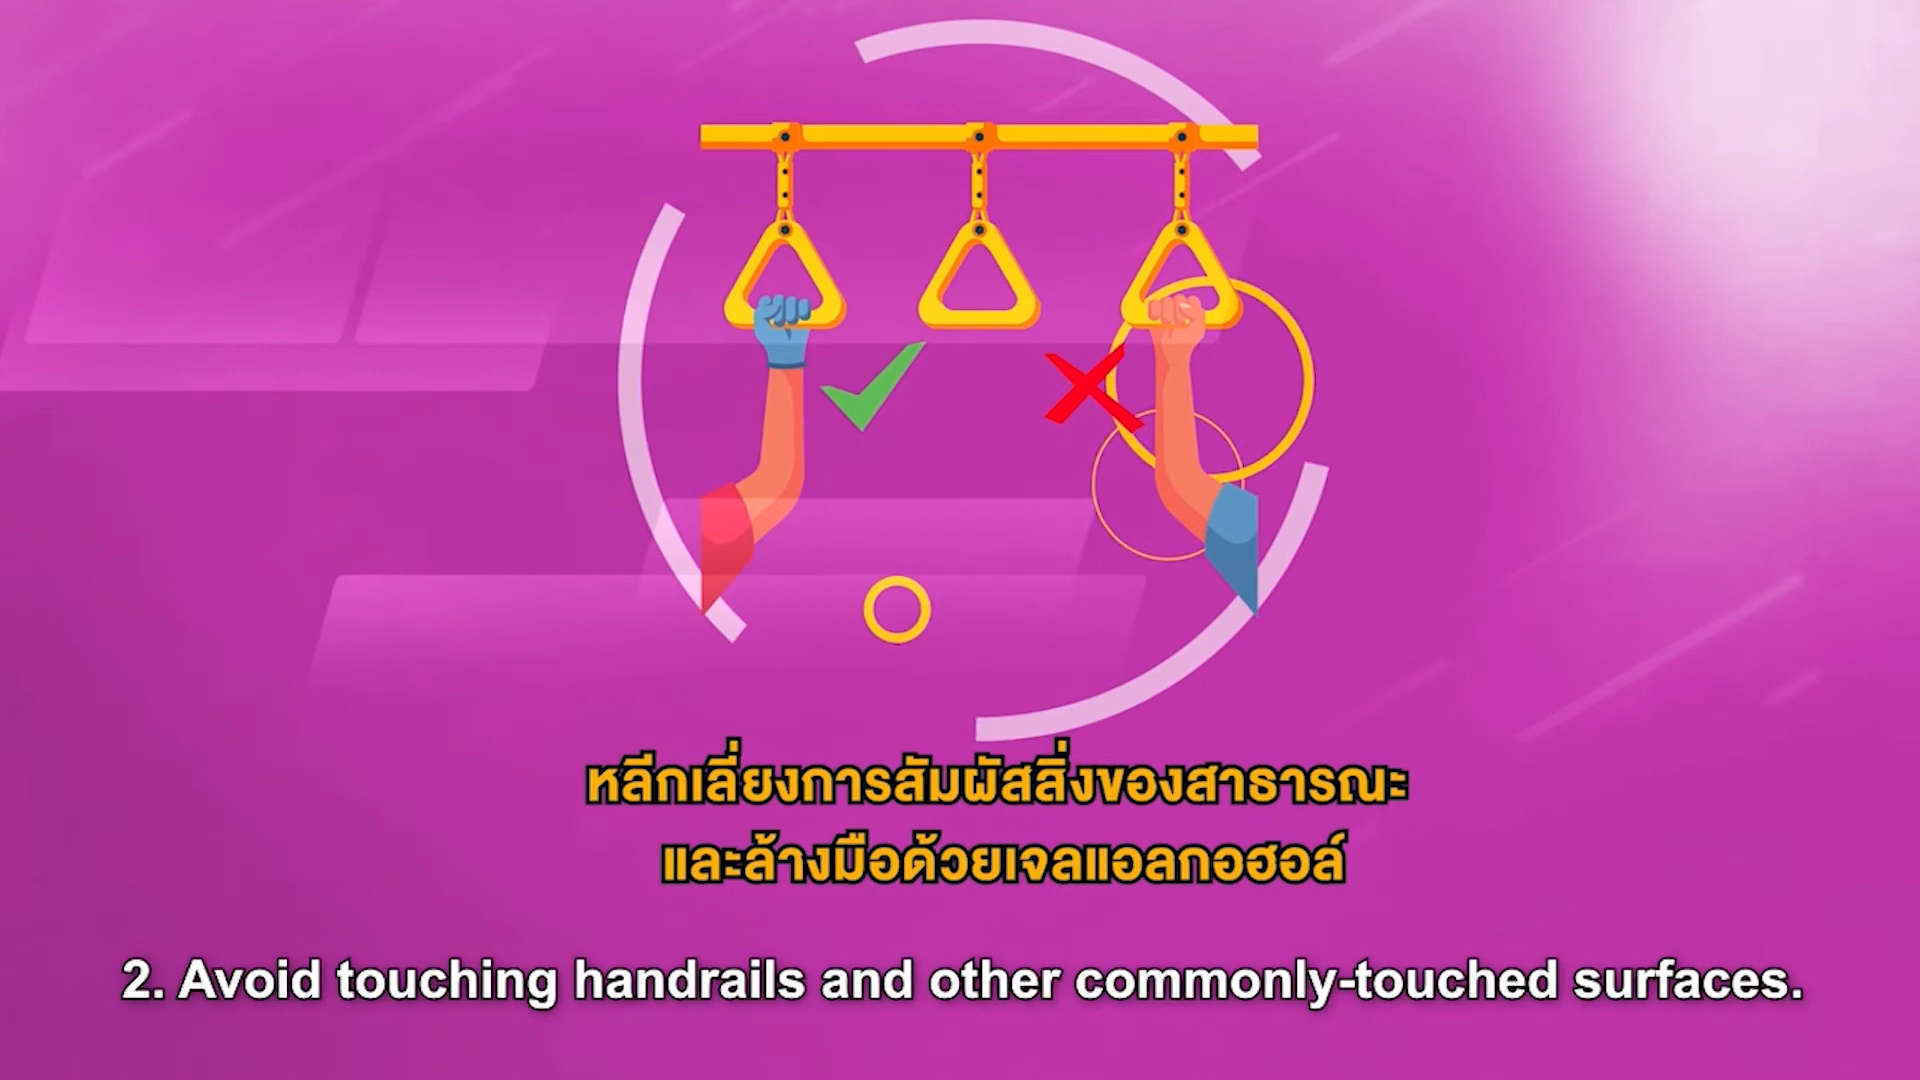 หลีกเลี่ยงการสัมผัสสิ่งของสาธารณะ
และล้างมือด้วยเจลแอลกอฮอล์
2. Avoid touching handrails and other commonly-touched surfaces.